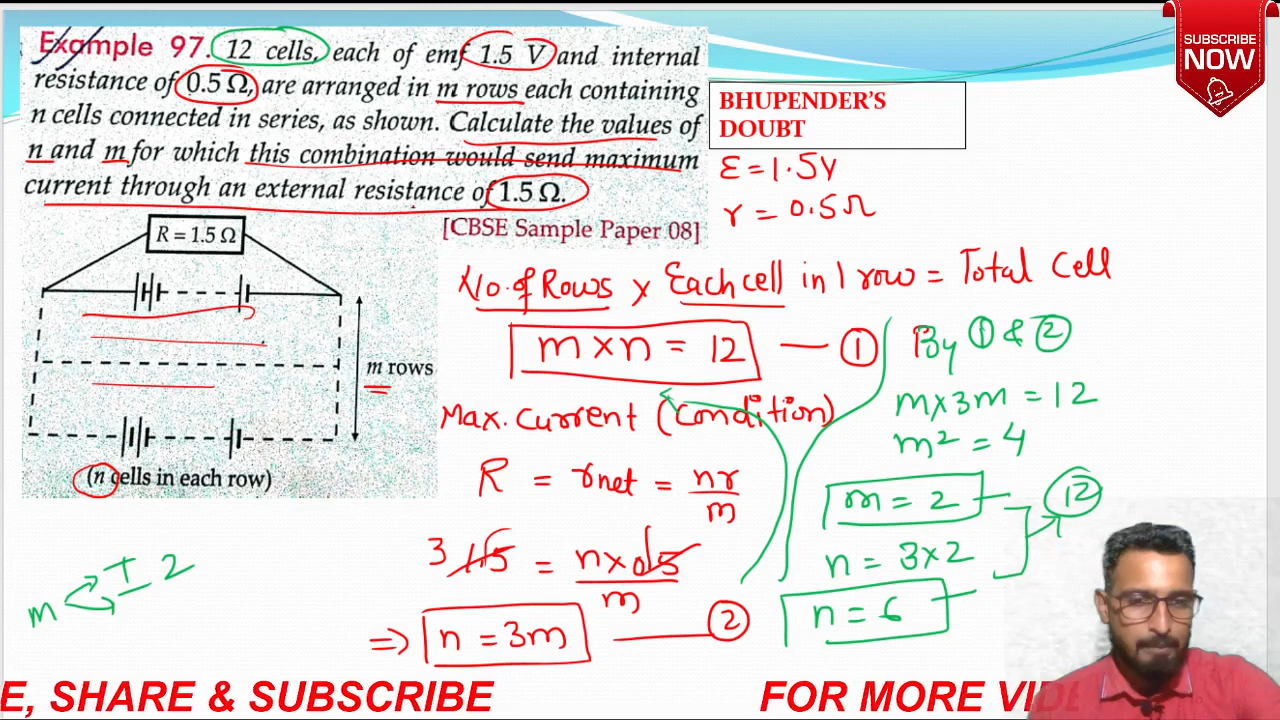 Example 97. 12 cells, each of emf 1.5 V and internal
resistance of 0.5 Ω, are arranged in m rows each containing
n cells connected in series, as shown. Calculate the values of
n and m for which this combination would send maximum
current through an external resistance of 1.5 Ω.
[CBSE Sample Paper 08]
R = 1.5 Ω
m rows
(n cells in each row)
SUBSCRIBE
NOW
BHUPENDER'S
DOUBT
ε = 1.5V
r = 0.5Ω
No. of Rows × Each cell in 1 row = Total Cell
m × n = 12 — ①
Max. Current (Condition)
R = rnet = nr/m
3 1.5 = n × 0.5/m
⇒ n = 3m — ②
By ① & ②
m × 3m = 12
m² = 4
m = 2
12
n = 3×2
n = 6
m ± 2
E, SHARE & SUBSCRIBE
FOR MORE VIDE